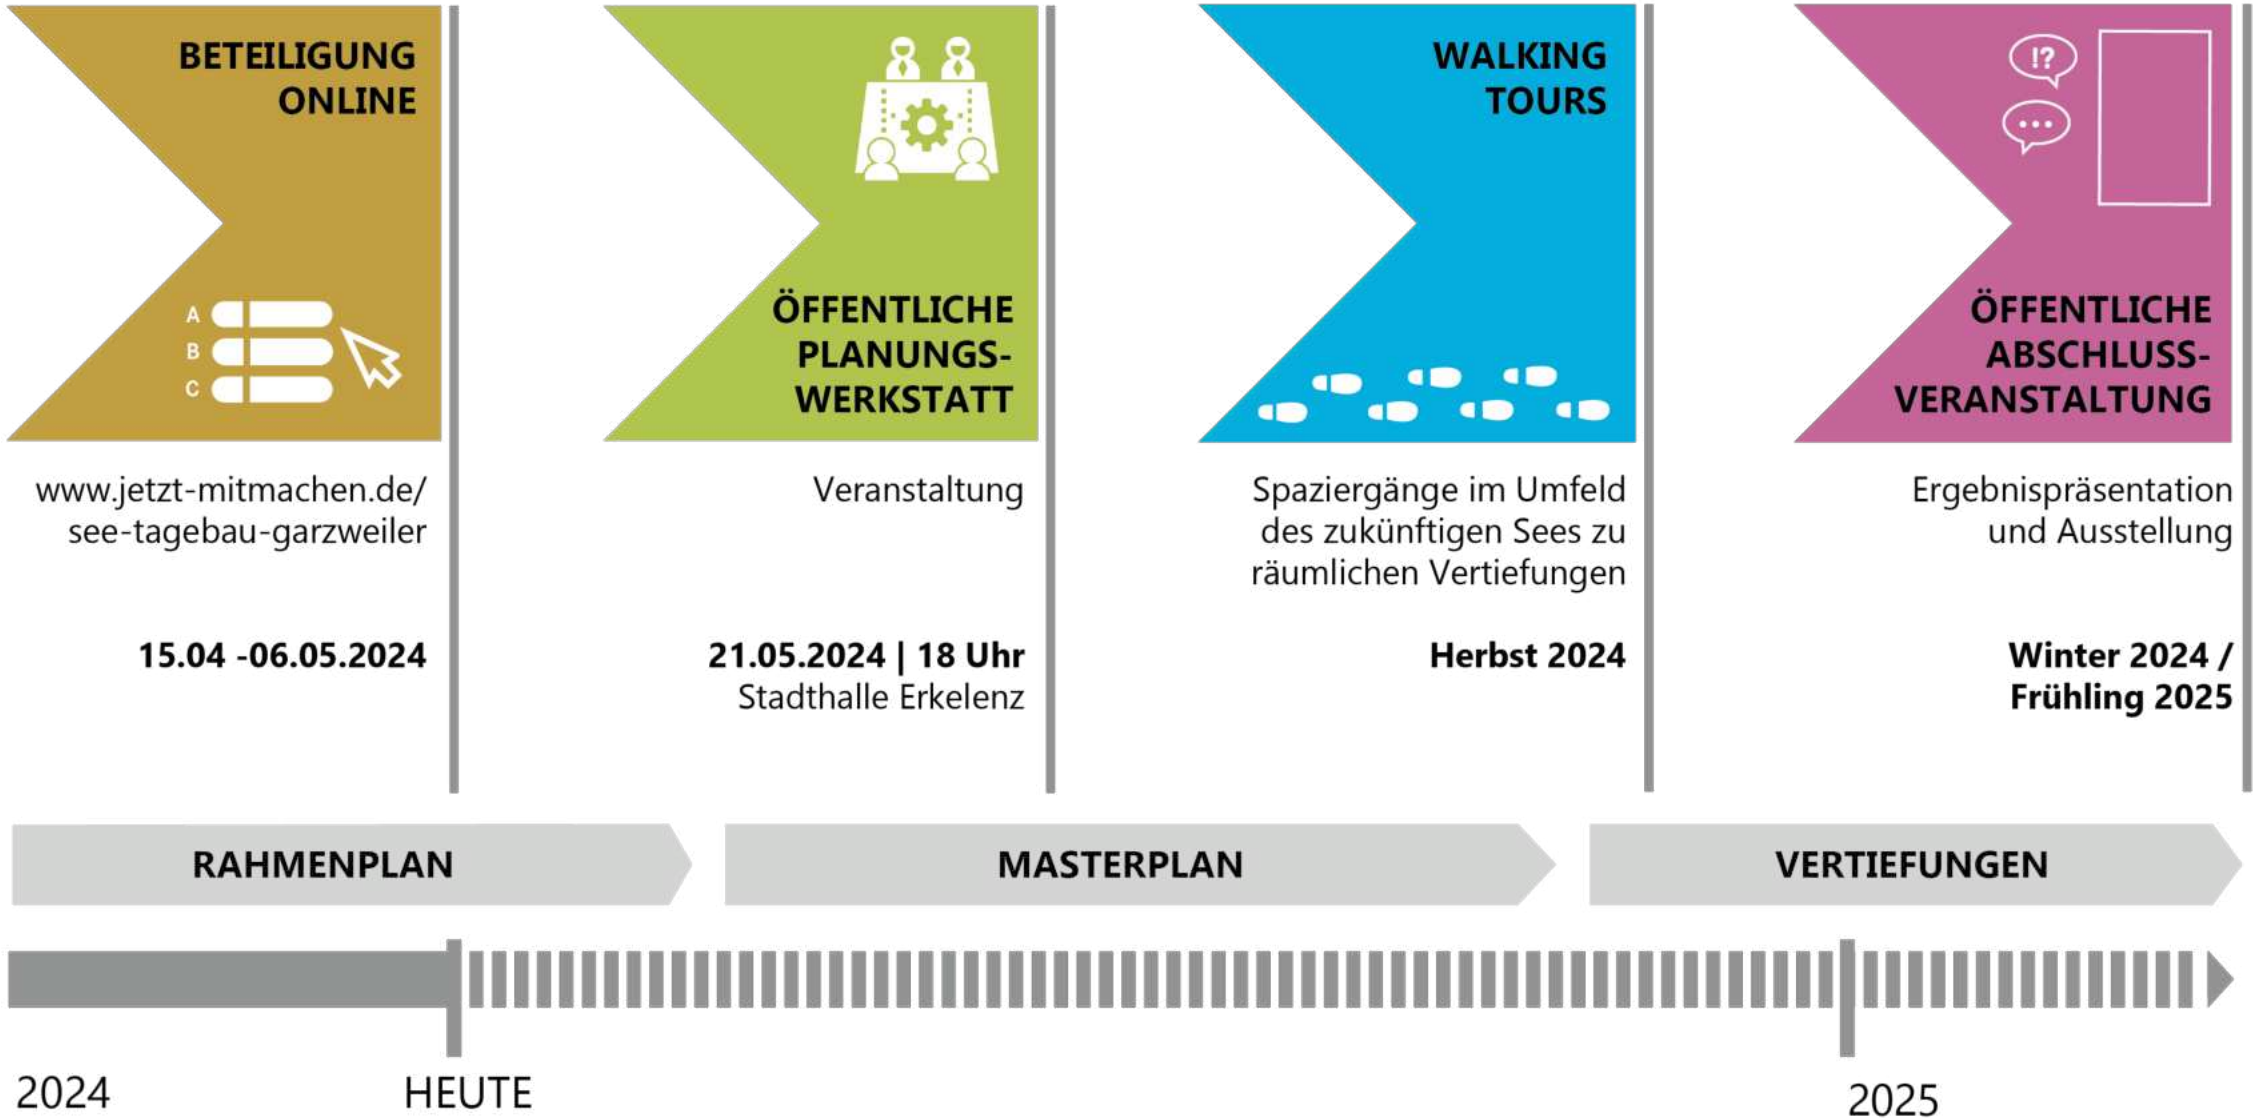 BETEILIGUNG
ONLINE
A
B
C
www.jetzt-mitmachen.de/
see-tagebau-garzweiler
15.04 -06.05.2024
ÖFFENTLICHE
PLANUNGS-
WERKSTATT
Veranstaltung
21.05.2024 | 18 Uhr
Stadthalle Erkelenz
WALKING
TOURS
Spaziergänge im Umfeld
des zukünftigen Sees zu
räumlichen Vertiefungen
Herbst 2024
!?
...
ÖFFENTLICHE
ABSCHLUSS-
VERANSTALTUNG
Ergebnispräsentation
und Ausstellung
Winter 2024 /
Frühling 2025
RAHMENPLAN
MASTERPLAN
VERTIEFUNGEN
2024
HEUTE
2025